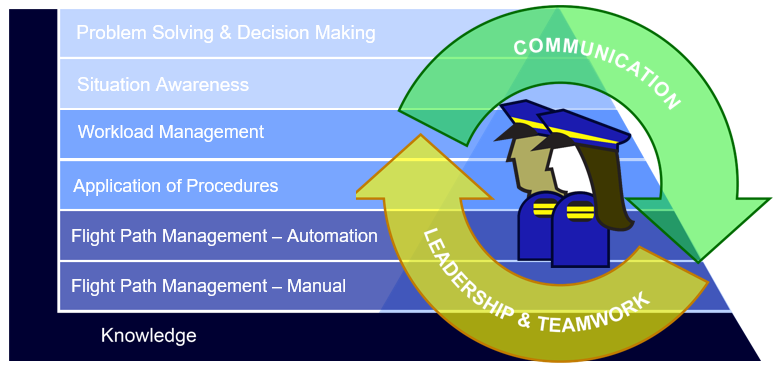 Problem Solving & Decision Making
Situation Awareness
Workload Management
Application of Procedures
Flight Path Management – Automation
Flight Path Management – Manual
Knowledge
COMMUNICATION
LEADERSHIP & TEAMWORK